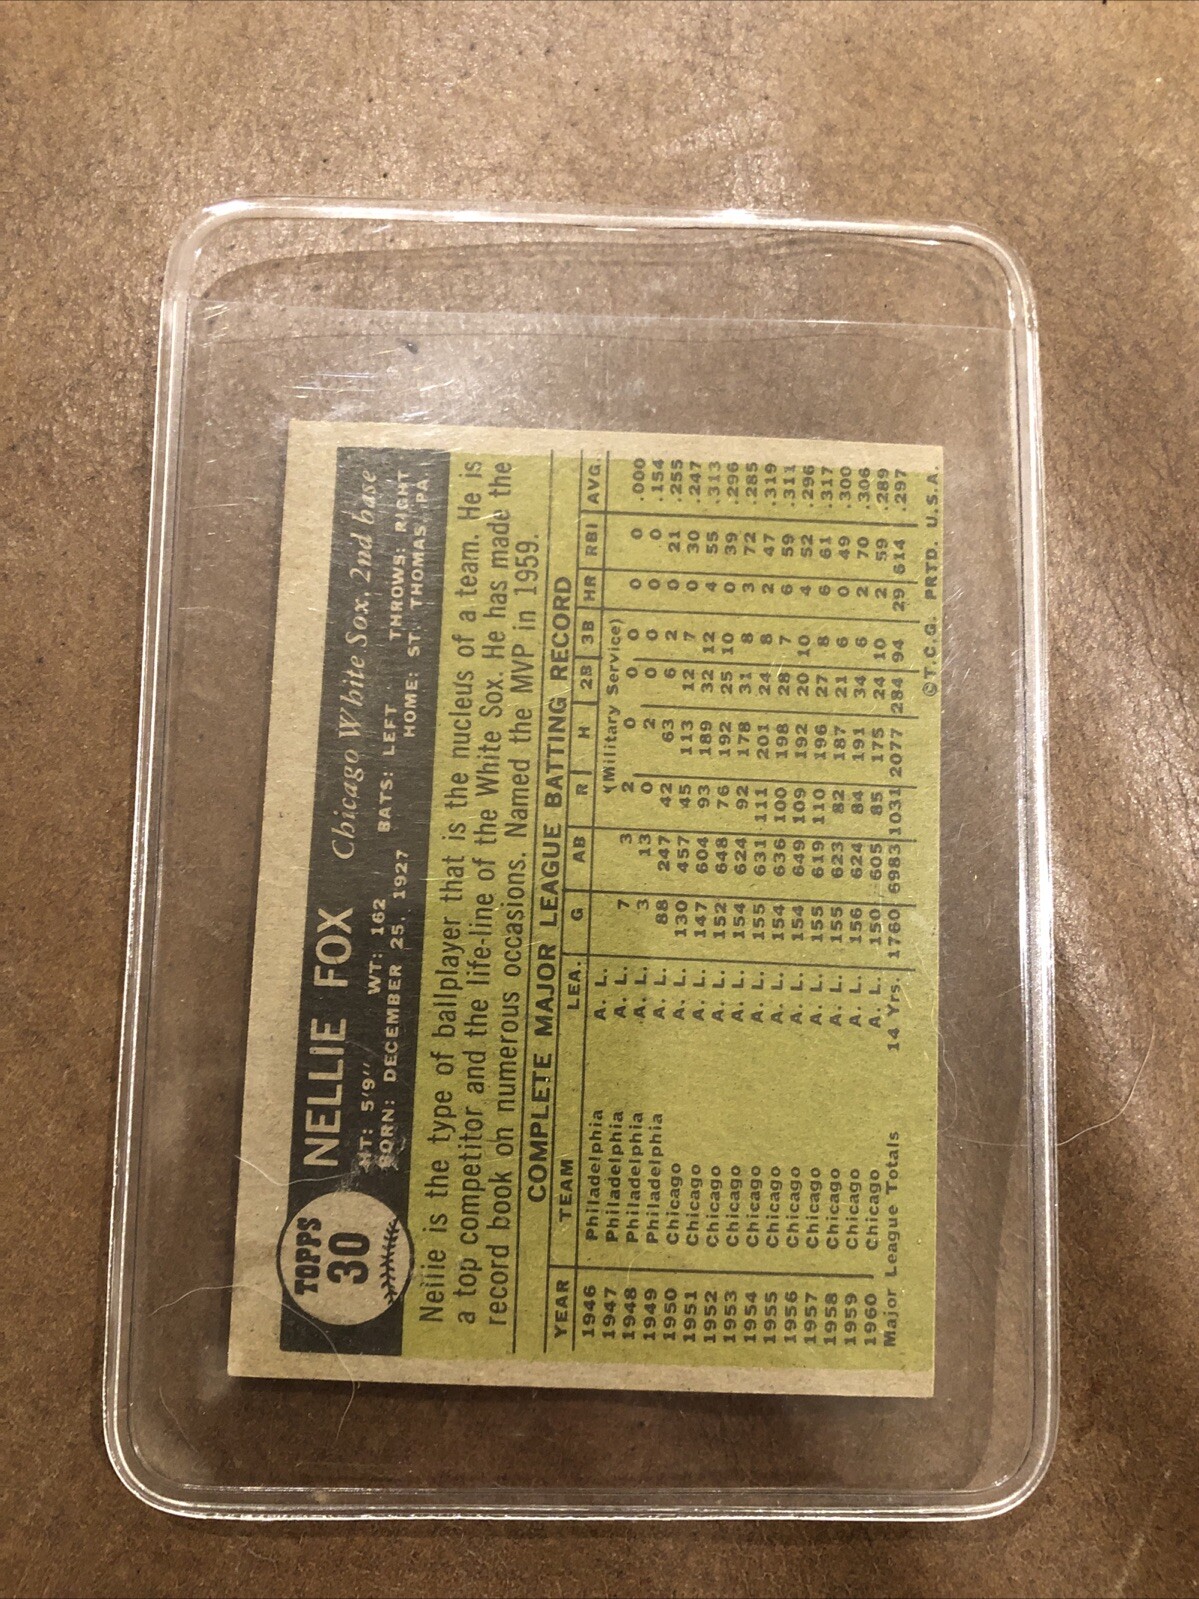 TOPPS
30
NELLIE FOX Chicago White Sox, 2nd base
HT: 5'9" WT: 162 BATS: LEFT THROWS: RIGHT
BORN: DECEMBER 25, 1927 HOME: ST. THOMAS, PA.
Nellie is the type of ballplayer that is the nucleus of a team. He is
a top competitor and the life-line of the White Sox. He has made the
record book on numerous occasions. Named the MVP in 1959.
COMPLETE MAJOR LEAGUE BATTING RECORD
YEAR TEAM LEA. G AB R H 2B 3B HR RBI AVG.
1946 Philadelphia A. L. (Military Service)
1947 Philadelphia A. L. 7 3 2 0 0 0 0 0 .000
1948 Philadelphia A. L. 3 13 0 2 0 0 0 0 .154
1949 Philadelphia A. L. 88 247 42 63 6 2 0 21 .255
1950 Chicago A. L. 130 457 45 113 12 7 0 30 .247
1951 Chicago A. L. 147 604 93 189 32 12 4 55 .313
1952 Chicago A. L. 152 648 76 192 25 10 0 39 .296
1953 Chicago A. L. 154 624 92 178 31 8 3 72 .285
1954 Chicago A. L. 155 631 111 201 24 8 2 47 .319
1955 Chicago A. L. 154 636 100 198 28 7 6 59 .311
1956 Chicago A. L. 154 649 109 192 20 10 4 52 .296
1957 Chicago A. L. 155 619 110 196 27 8 6 61 .317
1958 Chicago A. L. 155 623 82 187 21 6 0 49 .300
1959 Chicago A. L. 156 624 84 191 34 6 2 70 .306
1960 Chicago A. L. 150 605 85 175 24 10 2 59 .289
Major League Totals 14 Yrs. 1760 6983 1031 2077 284 94 29 614 .297
©T.C.G. PRTD. U.S.A.